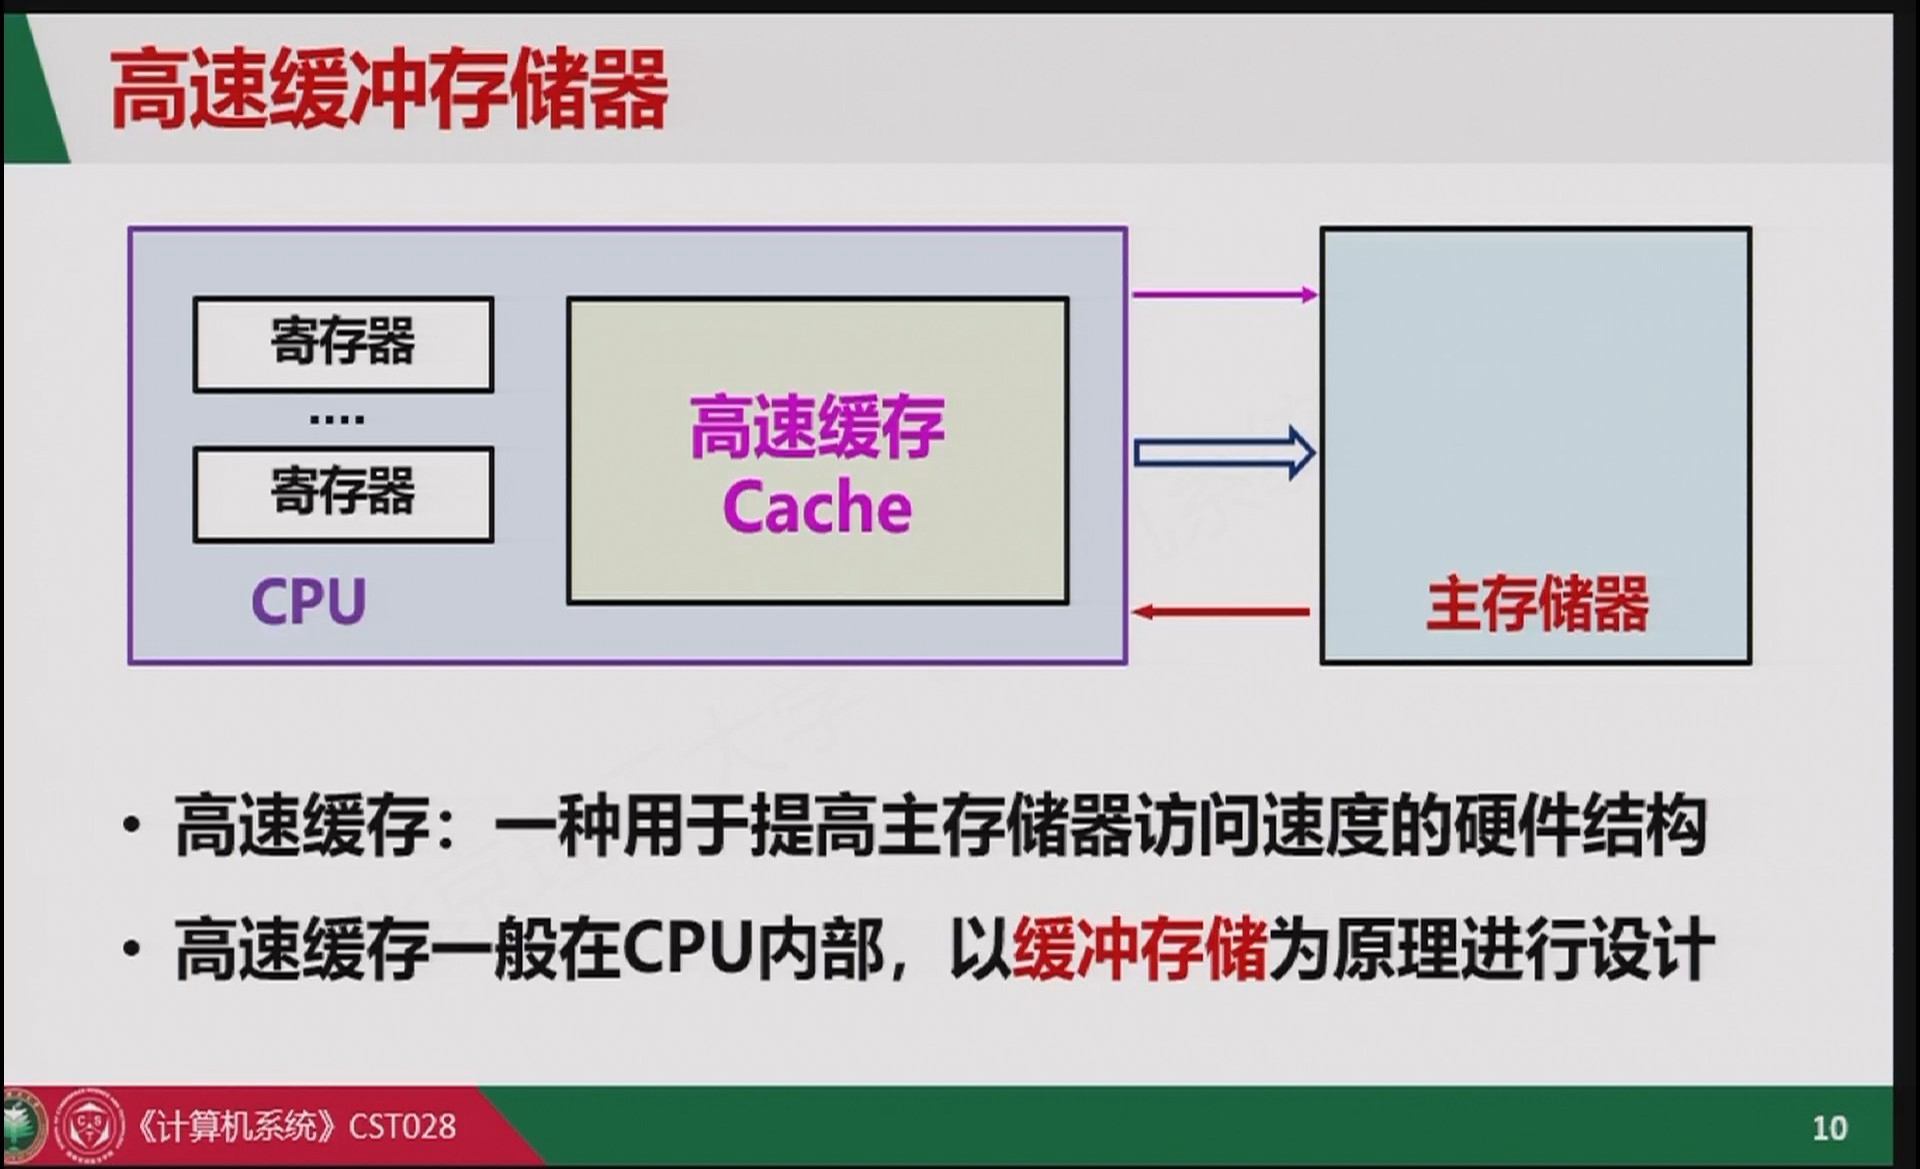 高速缓冲存储器
寄存器
....
寄存器
CPU
高速缓存
Cache
主存储器
• 高速缓存：一种用于提高主存储器访问速度的硬件结构
• 高速缓存一般在CPU内部，以缓冲存储为原理进行设计
《计算机系统》CST028
10